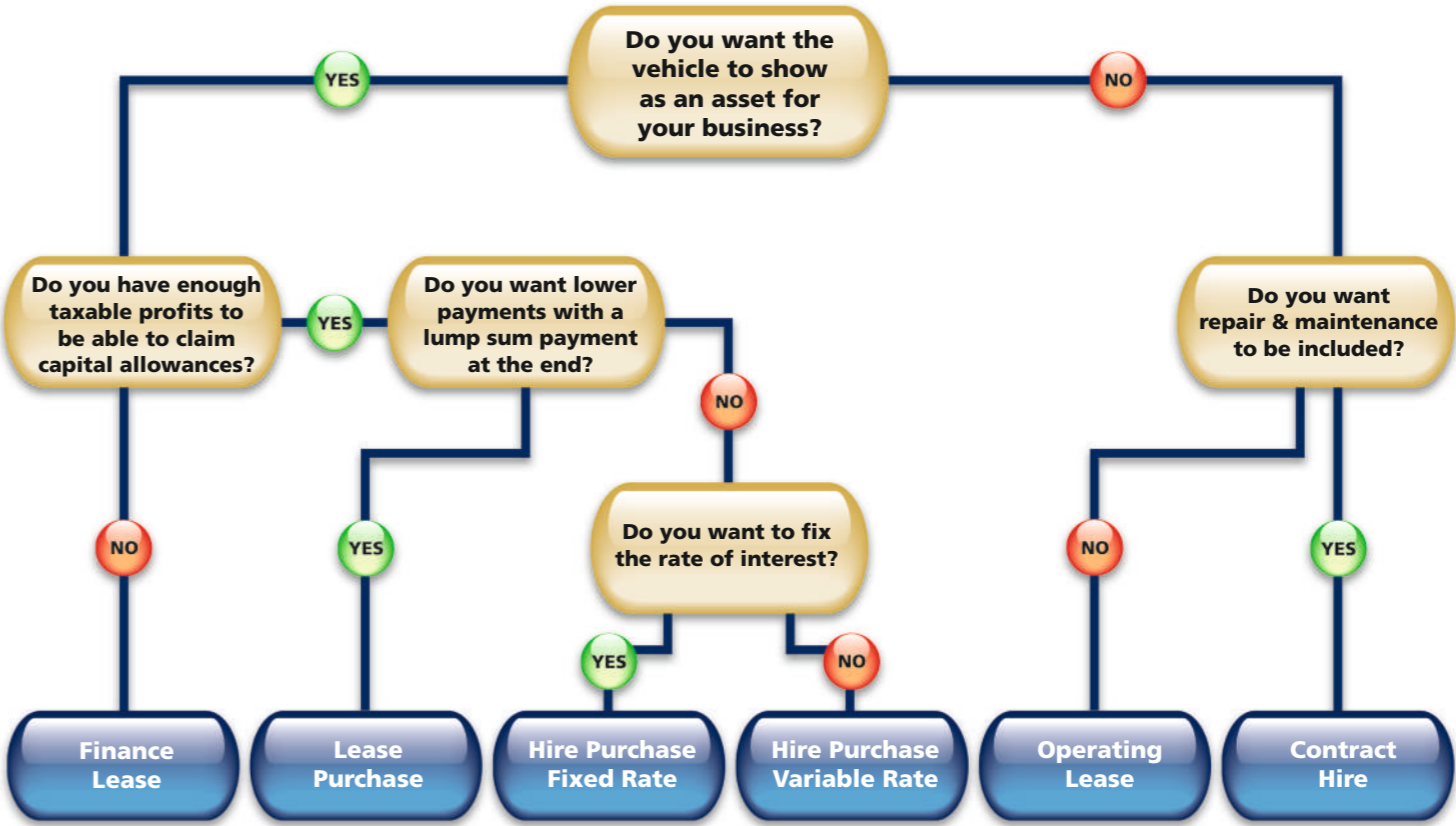 Do you want the
vehicle to show
as an asset for
your business?
YES
NO
Do you have enough
taxable profits to
be able to claim
capital allowances?
YES
Do you want lower
payments with a
lump sum payment
at the end?
NO
Do you want
repair & maintenance
to be included?
NO
YES
Do you want to fix
the rate of interest?
NO
YES
YES
NO
Finance
Lease
Lease
Purchase
Hire Purchase
Fixed Rate
Hire Purchase
Variable Rate
Operating
Lease
Contract
Hire